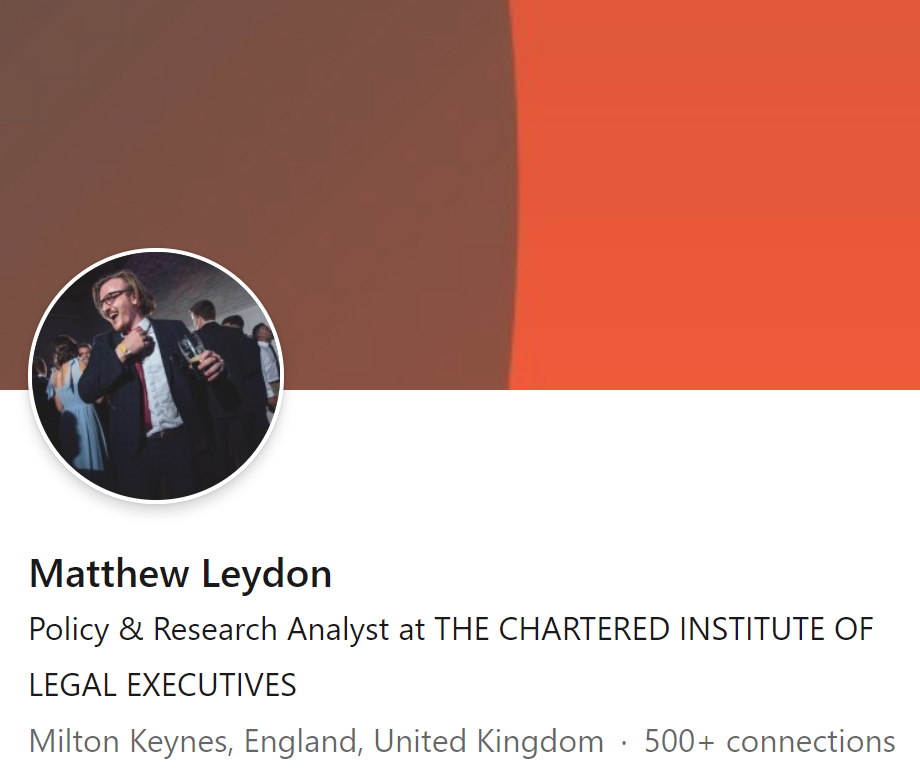 Matthew Leydon
Policy & Research Analyst at THE CHARTERED INSTITUTE OF
LEGAL EXECUTIVES
Milton Keynes, England, United Kingdom · 500+ connections